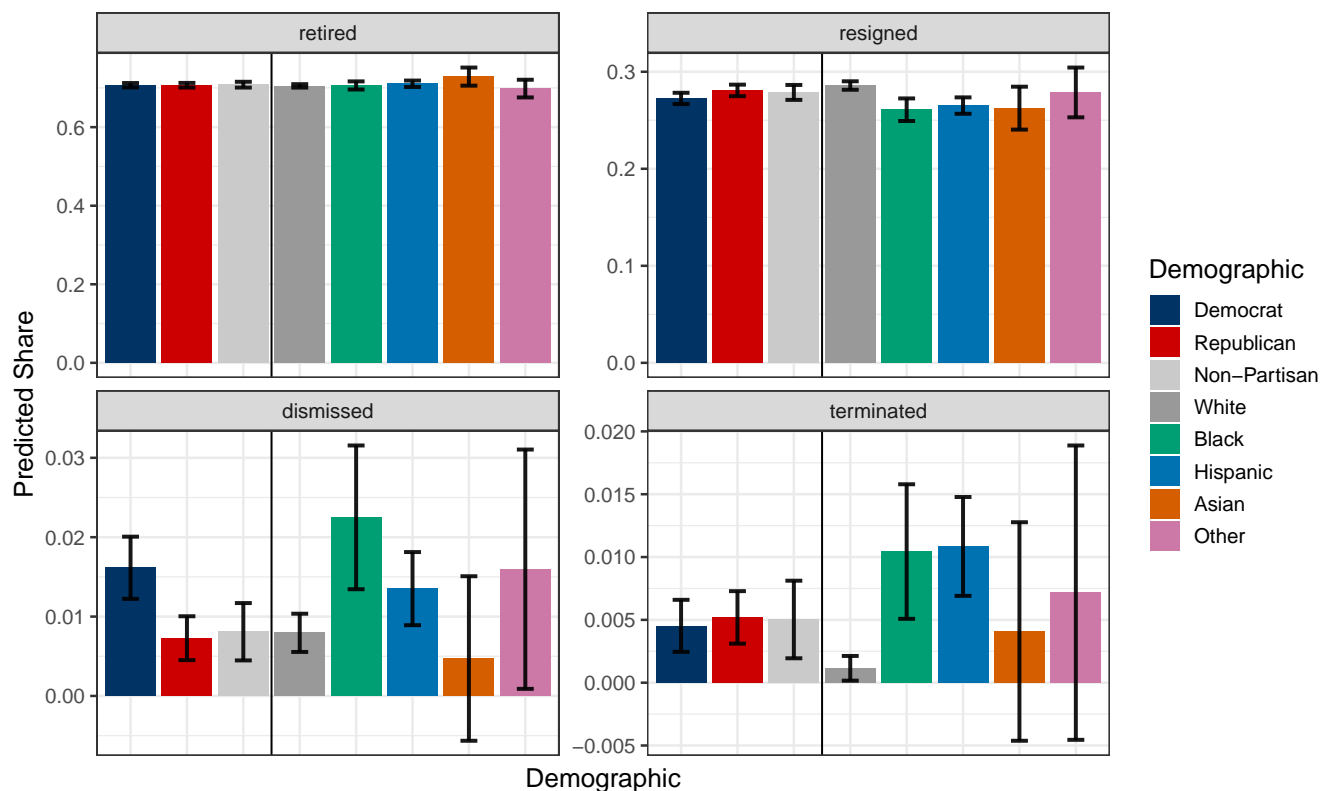 retired
resigned
0.6
0.4
0.2
0.0
0.3
0.2
0.1
0.0
dismissed
terminated
0.03
0.02
0.01
0.00
0.020
0.015
0.010
0.005
0.000
−0.005
Predicted Share
Demographic
Demographic
Democrat
Republican
Non−Partisan
White
Black
Hispanic
Asian
Other